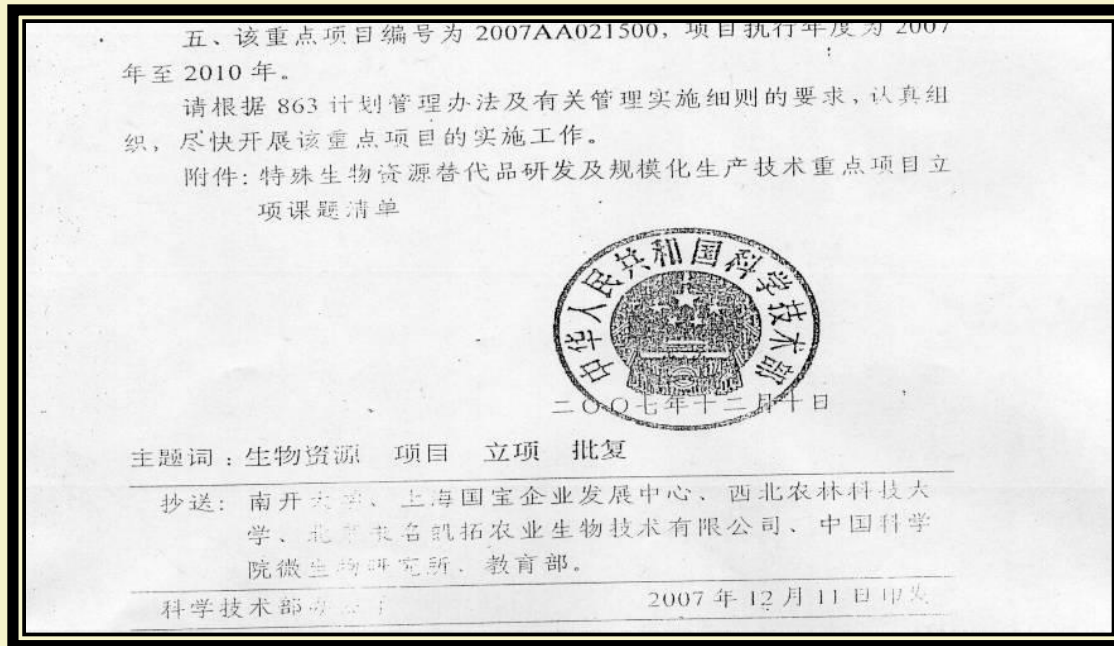 五、该重点项目编号为 2007AA021500, 项目执行年度为 2007
年至 2010 年。
请根据 863 计划管理办法及有关管理实施细则的要求,认真组
织,尽快开展该重点项目的实施工作。
附件:特殊生物资源替代品研发及规模化生产技术重点项目立
项课题清单
中华人民共和国科学技术部
二〇〇七年十二月十日
主题词:生物资源 项目 立项 批复
抄送: 南开大学、上海国宝企业发展中心、西北农林科技大
学、北京未名凯拓农业生物技术有限公司、中国科学
院微生物研究所、教育部。
科学技术部 2007 年 12 月 11 日印发